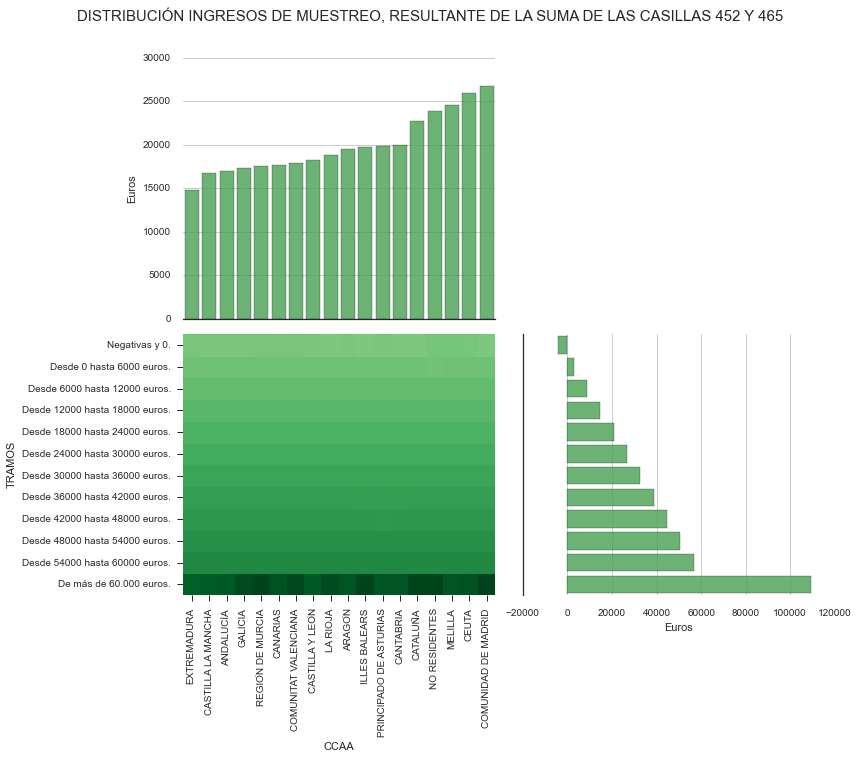 DISTRIBUCIÓN INGRESOS DE MUESTREO, RESULTANTE DE LA SUMA DE LAS CASILLAS 452 Y 465
30000
25000
20000
15000
10000
5000
0
Euros
TRAMOS
Negativas y 0.
Desde 0 hasta 6000 euros.
Desde 6000 hasta 12000 euros.
Desde 12000 hasta 18000 euros.
Desde 18000 hasta 24000 euros.
Desde 24000 hasta 30000 euros.
Desde 30000 hasta 36000 euros.
Desde 36000 hasta 42000 euros.
Desde 42000 hasta 48000 euros.
Desde 48000 hasta 54000 euros.
Desde 54000 hasta 60000 euros.
De más de 60.000 euros.
EXTREMADURA
CASTILLA LA MANCHA
ANDALUCÍA
GALICIA
REGION DE MURCIA
CANARIAS
COMUNITAT VALENCIANA
CASTILLA Y LEON
LA RIOJA
ARAGON
ILLES BALEARS
PRINCIPADO DE ASTURIAS
CANTABRIA
CATALUÑA
NO RESIDENTES
MELILLA
CEUTA
COMUNIDAD DE MADRID
CCAA
−20000 0 20000 40000 60000 80000 100000 120000
Euros